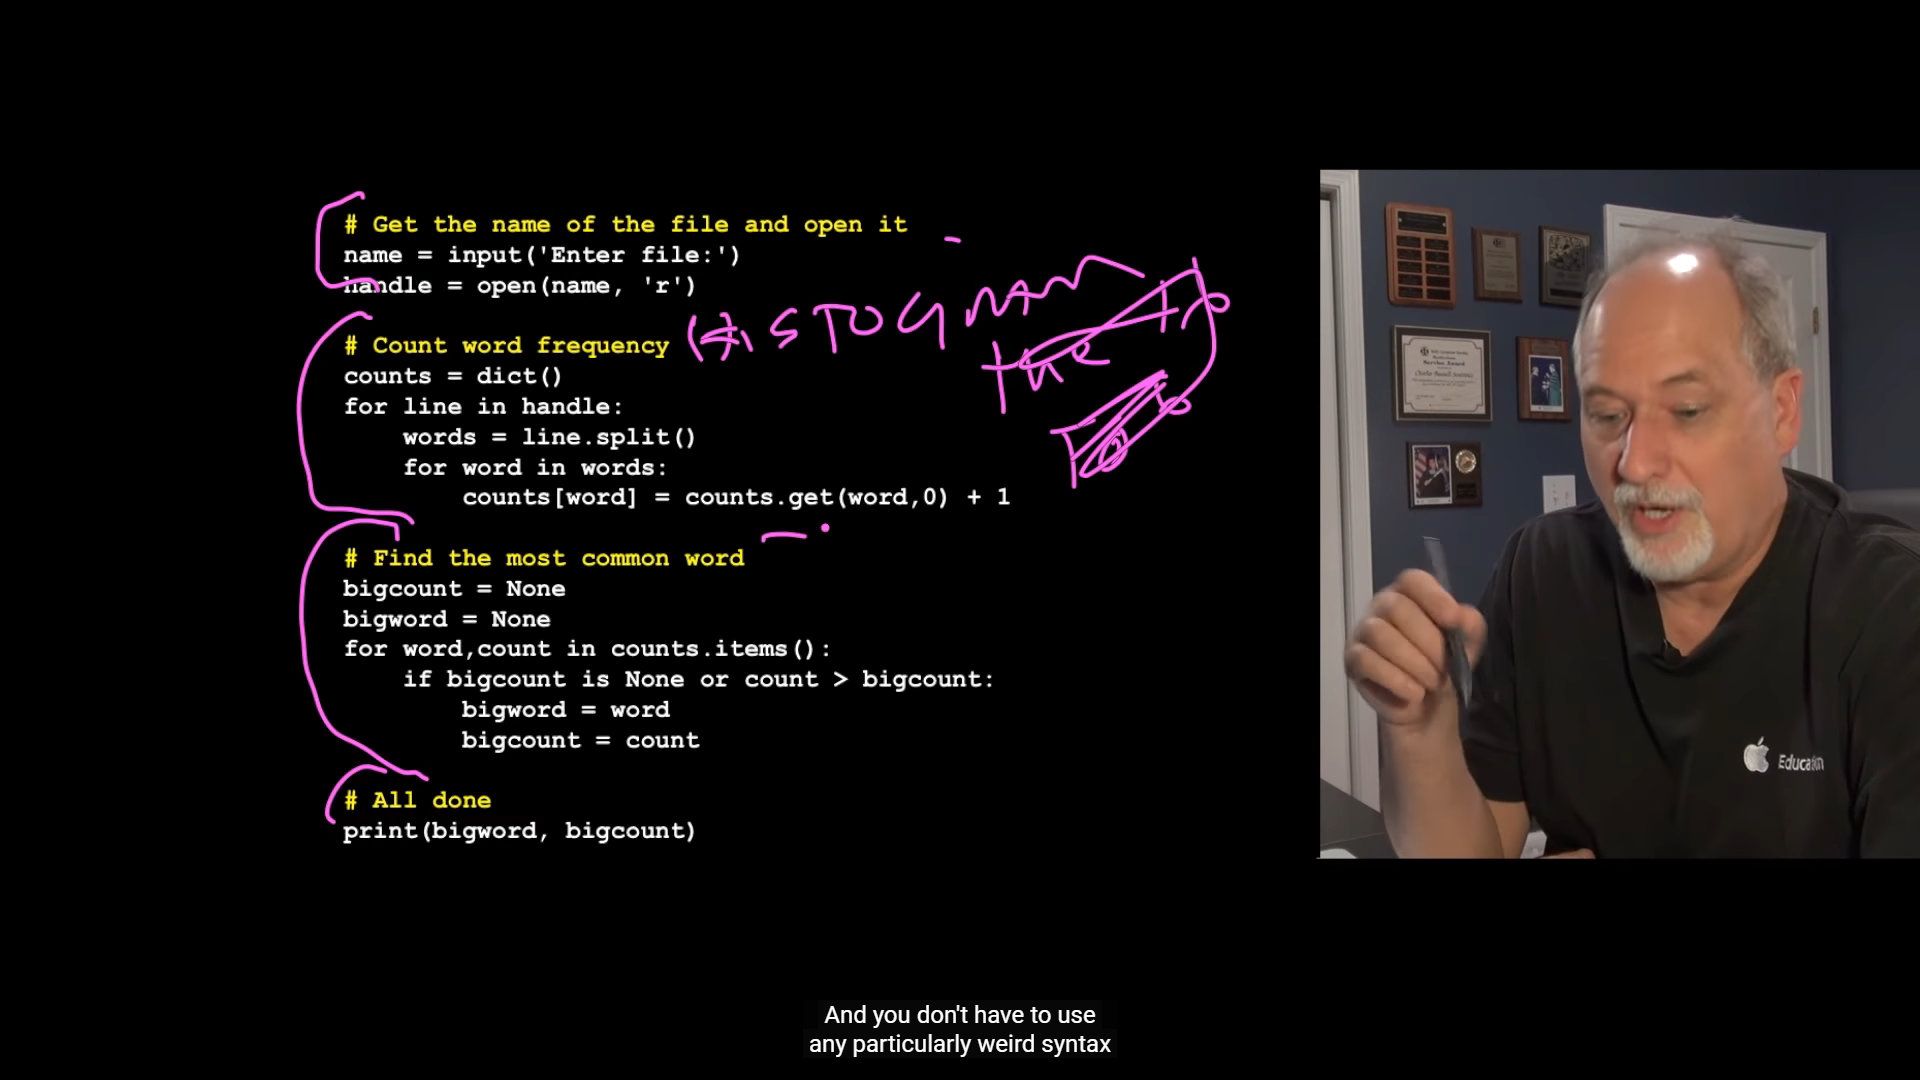 # Get the name of the file and open it
name = input('Enter file:')
handle = open(name, 'r')
# Count word frequency
counts = dict()
for line in handle:
    words = line.split()
    for word in words:
        counts[word] = counts.get(word,0) + 1
# Find the most common word
bigcount = None
bigword = None
for word,count in counts.items():
    if bigcount is None or count > bigcount:
        bigword = word
        bigcount = count
# All done
print(bigword, bigcount)
the
Education
And you don't have to use
any particularly weird syntax